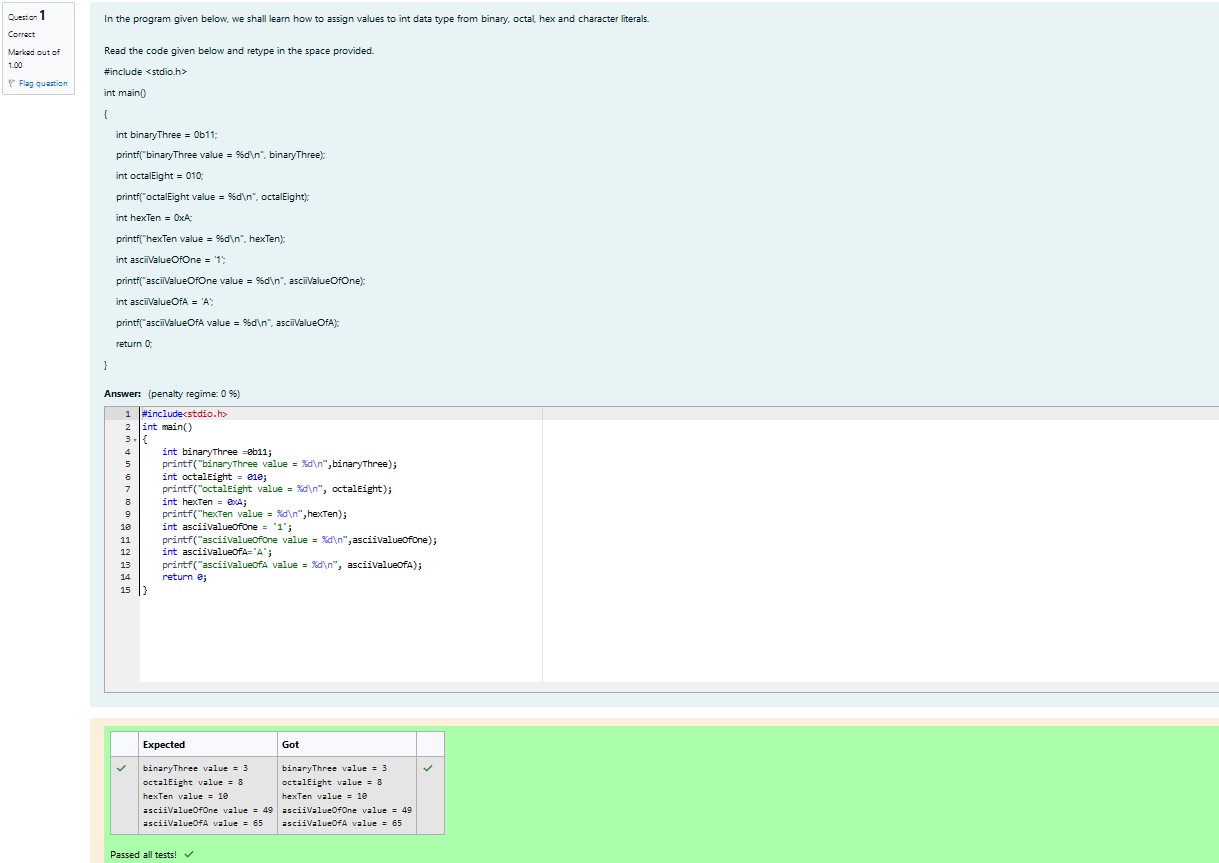 Question 1
Correct
Marked out of
1.00
Flag question
In the program given below, we shall learn how to assign values to int data type from binary, octal, hex and character literals.
Read the code given below and retype in the space provided.
#include <stdio.h>
int main()
{
int binaryThree = 0b11;
printf("binaryThree value = %d\n", binaryThree);
int octalEight = 010;
printf("octalEight value = %d\n", octalEight);
int hexTen = 0xA;
printf("hexTen value = %d\n", hexTen);
int asciiValueOfOne = '1';
printf("asciiValueOfOne value = %d\n", asciiValueOfOne);
int asciiValueOfA = 'A';
printf("asciiValueOfA value = %d\n", asciiValueOfA);
return 0;
}
Answer: (penalty regime: 0 %)
1 #include<stdio.h>
2 int main()
3 {
4 int binaryThree =0b11;
5 printf("binaryThree value = %d\n",binaryThree);
6 int octalEight = 010;
7 printf("octalEight value = %d\n", octalEight);
8 int hexTen = 0xA;
9 printf("hexTen value = %d\n",hexTen);
10 int asciiValueOfOne = '1';
11 printf("asciiValueOfOne value = %d\n",asciiValueOfOne);
12 int asciiValueOfA='A';
13 printf("asciiValueOfA value = %d\n", asciiValueOfA);
14 return 0;
15 }
Expected Got
binaryThree value = 3 binaryThree value = 3
octalEight value = 8 octalEight value = 8
hexTen value = 10 hexTen value = 10
asciiValueOfOne value = 49 asciiValueOfOne value = 49
asciiValueOfA value = 65 asciiValueOfA value = 65
Passed all tests!